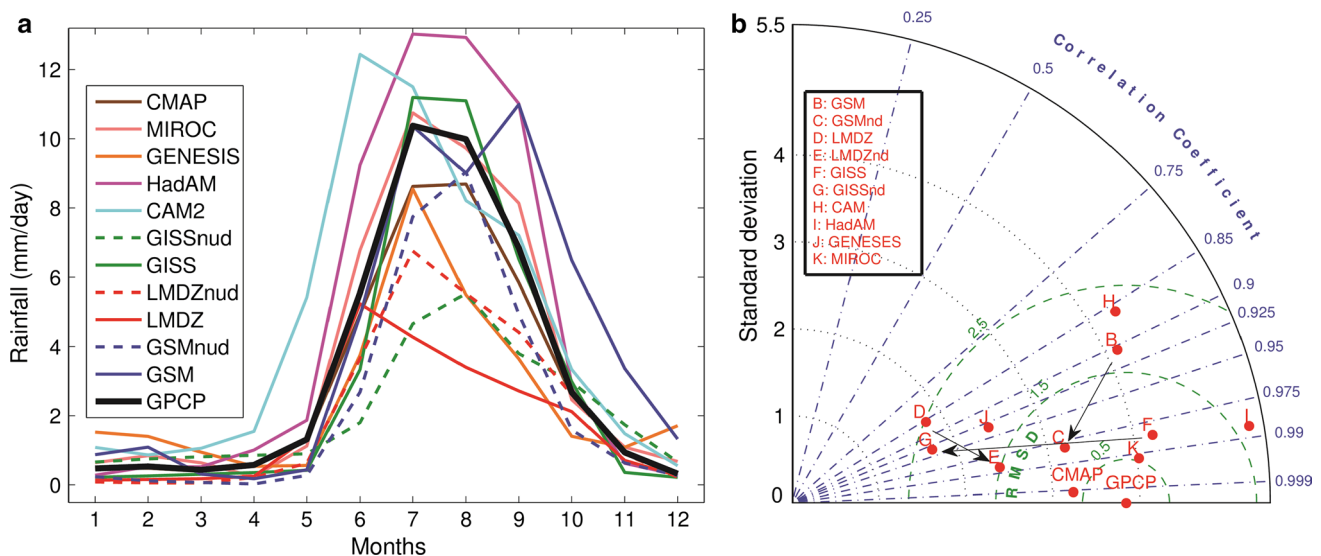 a
Rainfall (mm/day)
12
10
8
6
4
2
0
CMAP
MIROC
GENESIS
HadAM
CAM2
GISSnud
GISS
LMDZnud
LMDZ
GSMnud
GSM
GPCP
1 2 3 4 5 6 7 8 9 10 11 12
Months
b
5.5
4
3
2
1
0
Standard deviation
0.25
0.5
0.75
0.85
0.9
0.925
0.95
0.975
0.99
0.999
Correlation Coefficient
B: GSM
C: GSMnd
D: LMDZ
E: LMDZnd
F: GISS
G: GISSnd
H: CAM
I: HadAM
J: GENESES
K: MIROC
2.5
1.5
0.5
RMSD
H
B
D
J
G
E
C
F
K
I
CMAP
GPCP